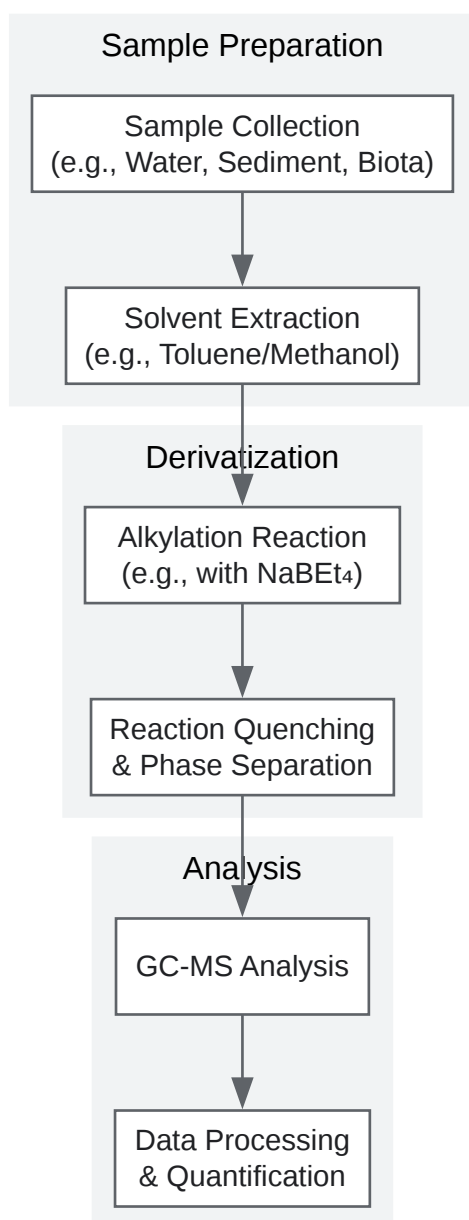 Sample Preparation
Sample Collection
(e.g., Water, Sediment, Biota)
Solvent Extraction
(e.g., Toluene/Methanol)
Derivatization
Alkylation Reaction
(e.g., with NaBEt₄)
Reaction Quenching
& Phase Separation
Analysis
GC-MS Analysis
Data Processing
& Quantification